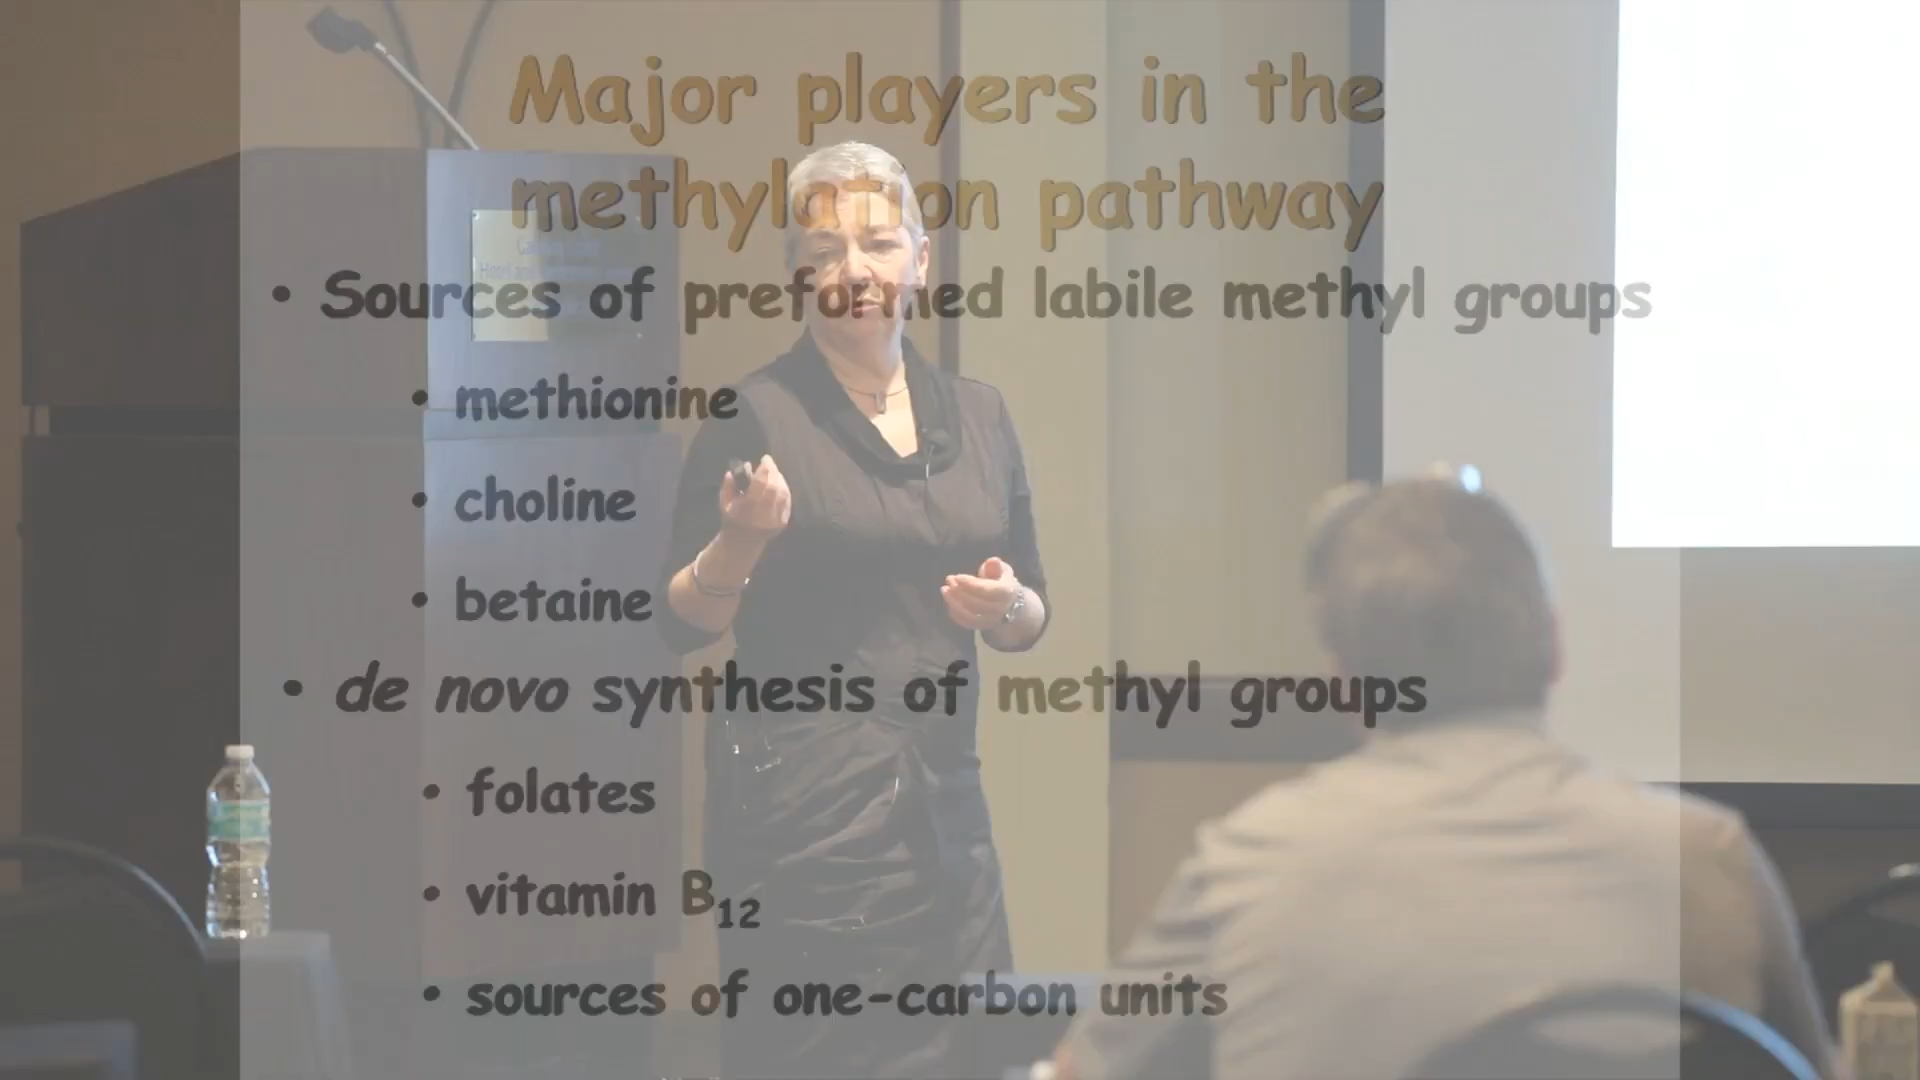 Major players in the
methylation pathway
• Sources of preformed labile methyl groups
• methionine
• choline
• betaine
• de novo synthesis of methyl groups
• folates
• vitamin B12
• sources of one-carbon units